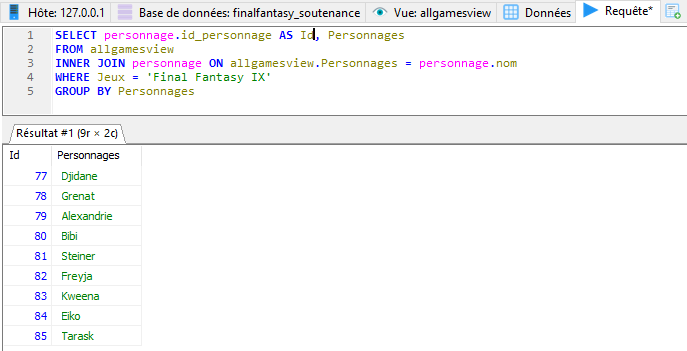 Hôte: 127.0.0.1 Base de données: finalfantasy_soutenance Vue: allgamesview Données Requête*
1 SELECT personnage.id_personnage AS Id, Personnages
2 FROM allgamesview
3 INNER JOIN personnage ON allgamesview.Personnages = personnage.nom
4 WHERE Jeux = 'Final Fantasy IX'
5 GROUP BY Personnages
Résultat #1 (9r × 2c)
Id Personnages
77 Djidane
78 Grenat
79 Alexandrie
80 Bibi
81 Steiner
82 Freyja
83 Kweena
84 Eiko
85 Tarask